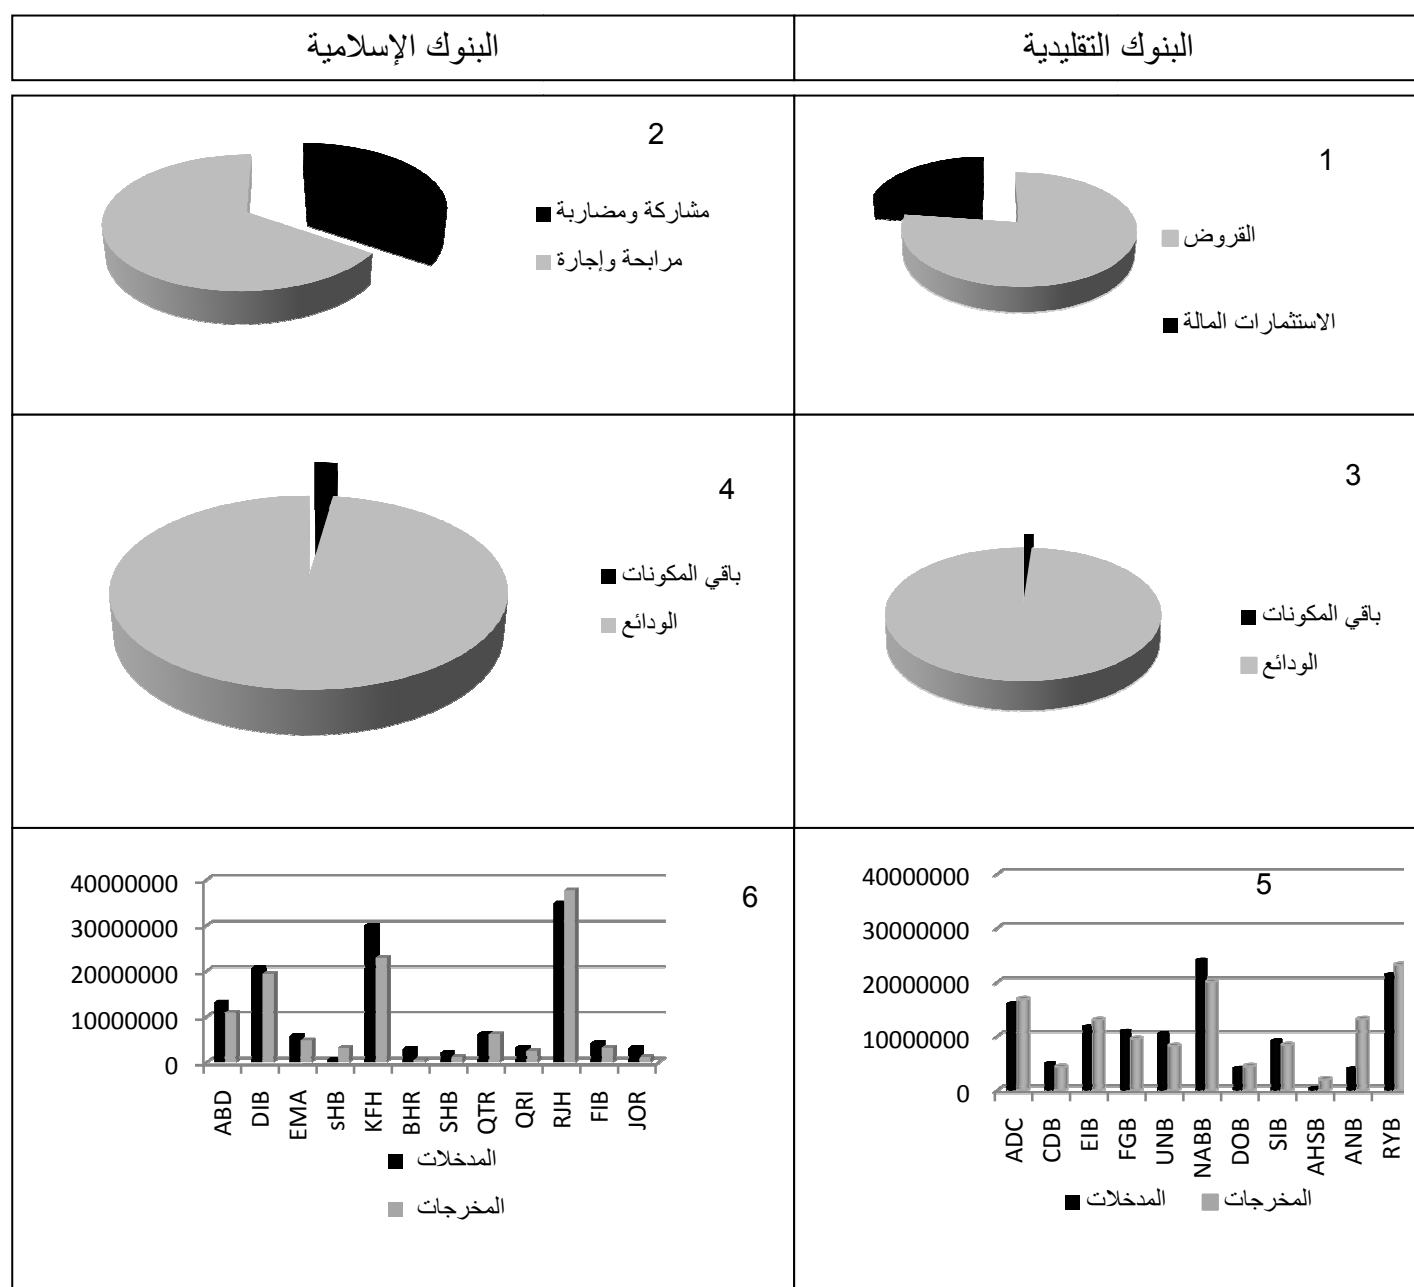 البنوك التقليدية
البنوك الإسلامية
1
القروض
الاستثمارات المالة
2
مشاركة ومضاربة
مرابحة وإجارة
3
باقي المكونات
الودائع
4
باقي المكونات
الودائع
5
40000000
30000000
20000000
10000000
0
ADC CDB EIB FGB UNB NABB DOB SIB AHSB ANB RYB
المدخلات المخرجات
6
40000000
30000000
20000000
10000000
0
ABD DIB EMA sHB KFH BHR SHB QTR QRI RJH FIB JOR
المدخلات
المخرجات